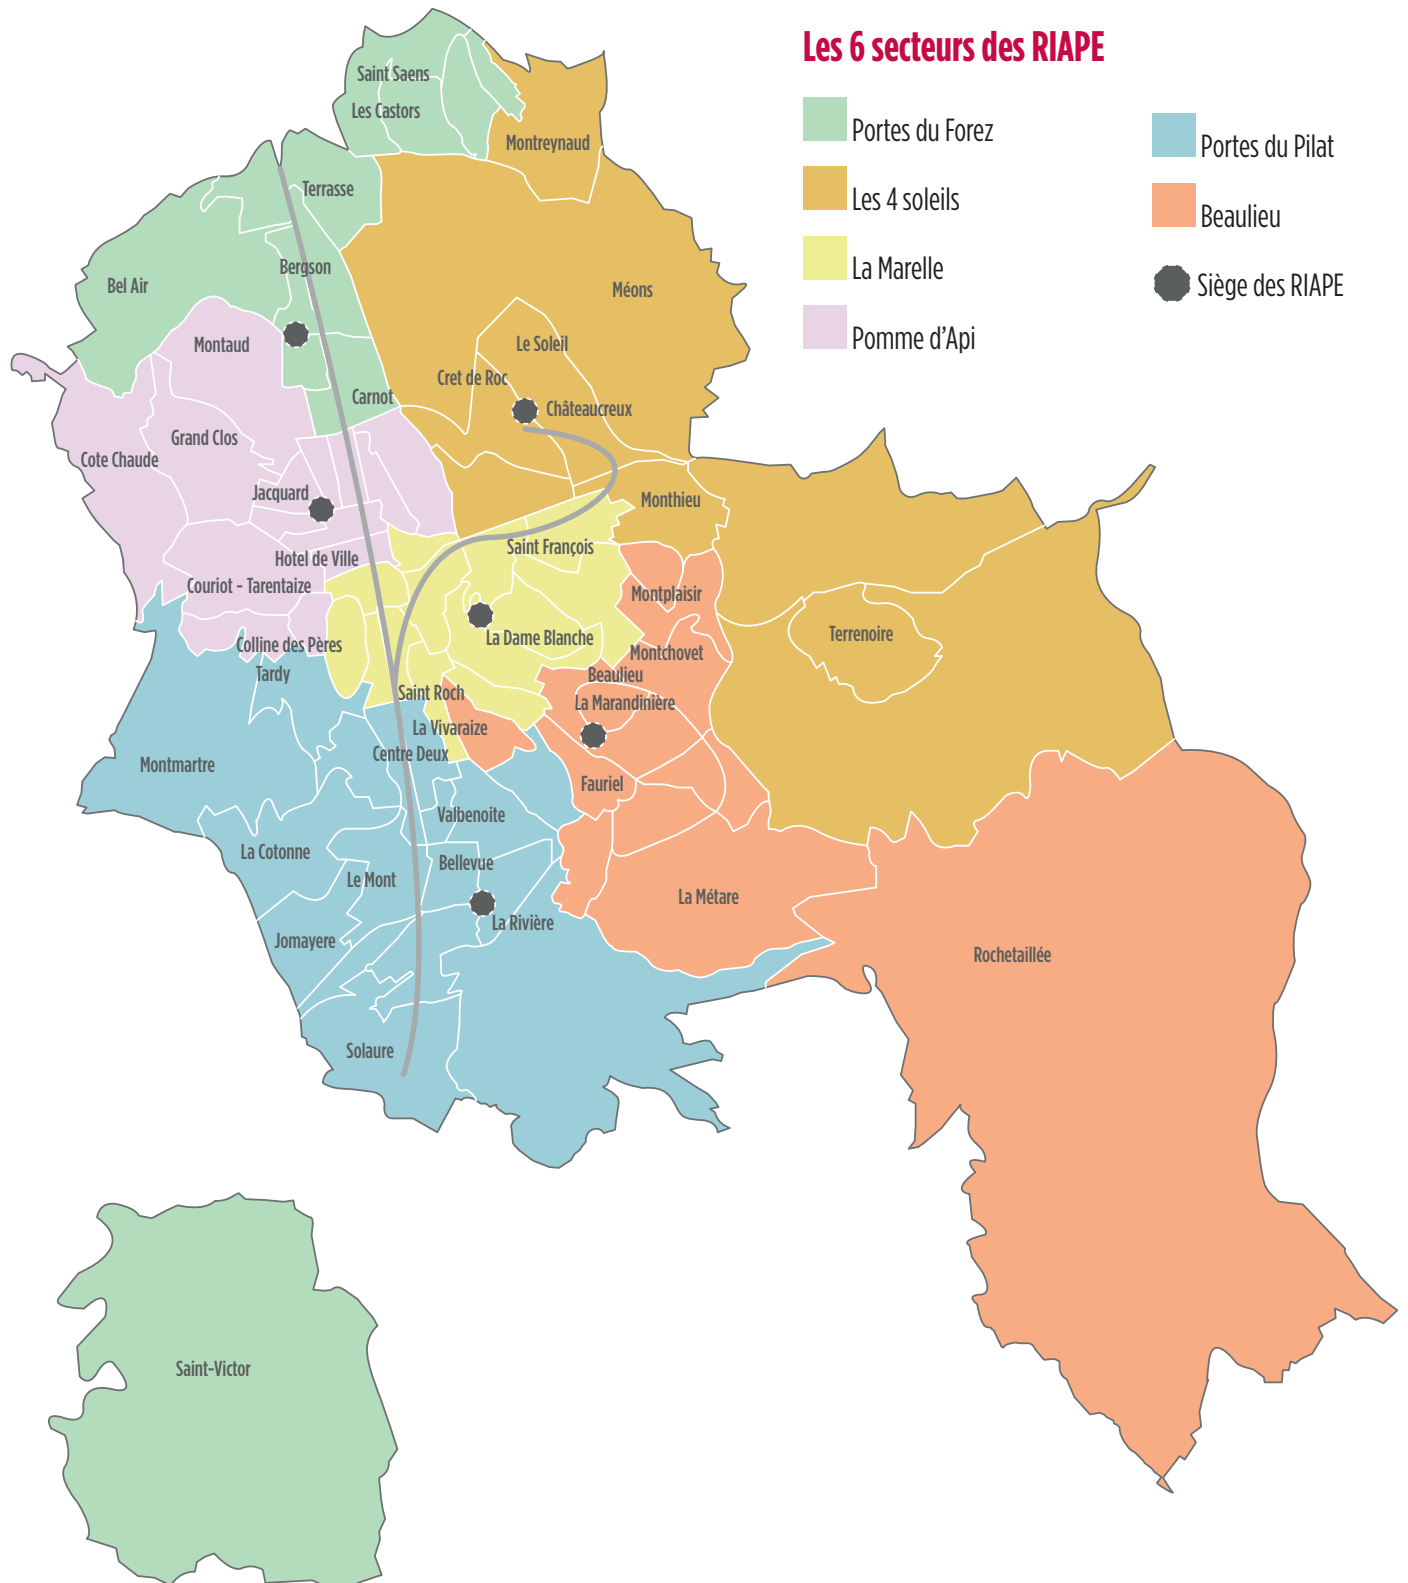 Les 6 secteurs des RIAPE
Portes du Forez
Les 4 soleils
La Marelle
Pomme d'Api
Portes du Pilat
Beaulieu
Siège des RIAPE
Saint Saens
Les Castors
Montreynaud
Terrasse
Bergson
Bel Air
Méons
Montaud
Le Soleil
Cret de Roc
Carnot
Châteaucreux
Grand Clos
Cote Chaude
Jacquard
Monthieu
Hotel de Ville
Saint François
Couriot - Tarentaize
Montplaisir
Terrenoire
La Dame Blanche
Colline des Pères
Montchovet
Tardy
Beaulieu
Saint Roch
La Marandinière
La Vivaraize
Centre Deux
Montmartre
Fauriel
Valbenoite
La Cotonne
Bellevue
Le Mont
La Métare
La Rivière
Jomayere
Rochetaillée
Solaure
Saint-Victor